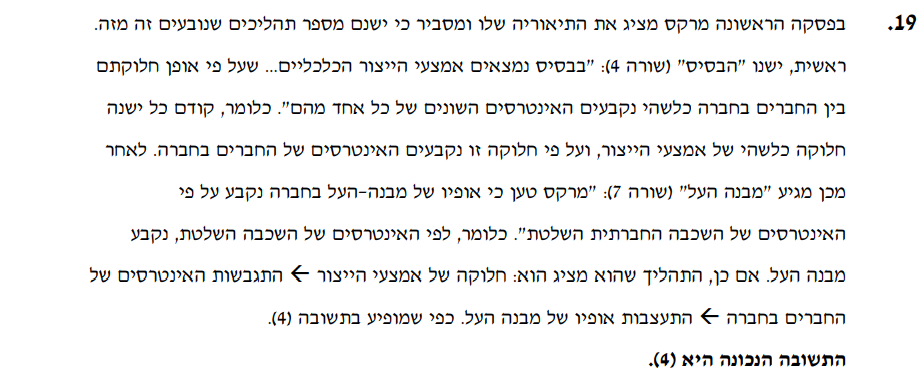 19. בפסקה הראשונה מרקס מציג את התיאוריה שלו ומסביר כי ישנם מספר תהליכים שנובעים זה מזה.
ראשית, ישנו "הבסיס" (שורה 4): "בבסיס נמצאים אמצעי הייצור הכלכליים... שעל פי אופן חלוקתם
בין החברים בחברה כלשהי נקבעים האינטרסים השונים של כל אחד מהם". כלומר, קודם כל ישנה
חלוקה כלשהי של אמצעי הייצור, ועל פי חלוקה זו נקבעים האינטרסים של החברים בחברה. לאחר
מכן מגיע "מבנה העל" (שורה 7): "מרקס טען כי אופיו של מבנה-העל בחברה נקבע על פי
האינטרסים של השכבה החברתית השלטת". כלומר, לפי האינטרסים של השכבה השלטת, נקבע
מבנה העל. אם כן, התהליך שהוא מציג הוא: חלוקה של אמצעי הייצור ← התגבשות האינטרסים של
החברים בחברה ← התעצבות אופיו של מבנה העל. כפי שמופיע בתשובה (4).
התשובה הנכונה היא (4).